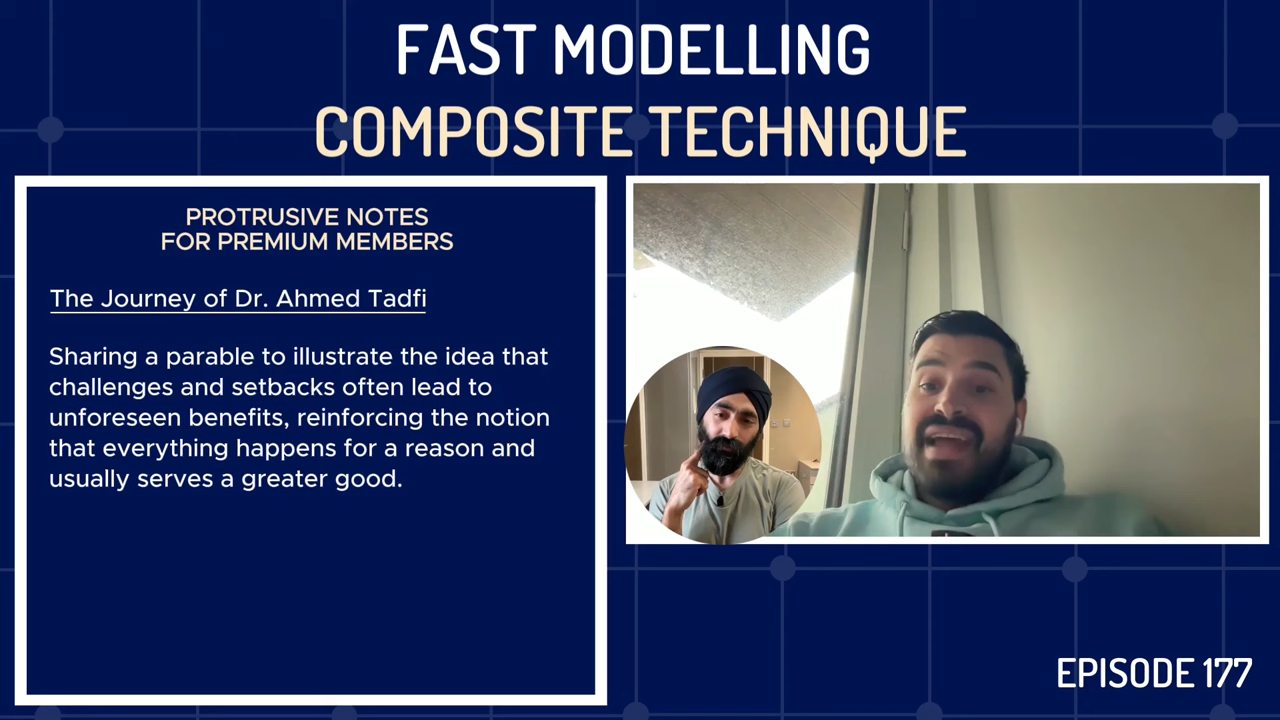 FAST MODELLING
COMPOSITE TECHNIQUE
PROTRUSIVE NOTES
FOR PREMIUM MEMBERS
The Journey of Dr. Ahmed Tadfi
Sharing a parable to illustrate the idea that
challenges and setbacks often lead to
unforeseen benefits, reinforcing the notion
that everything happens for a reason and
usually serves a greater good.
EPISODE 177